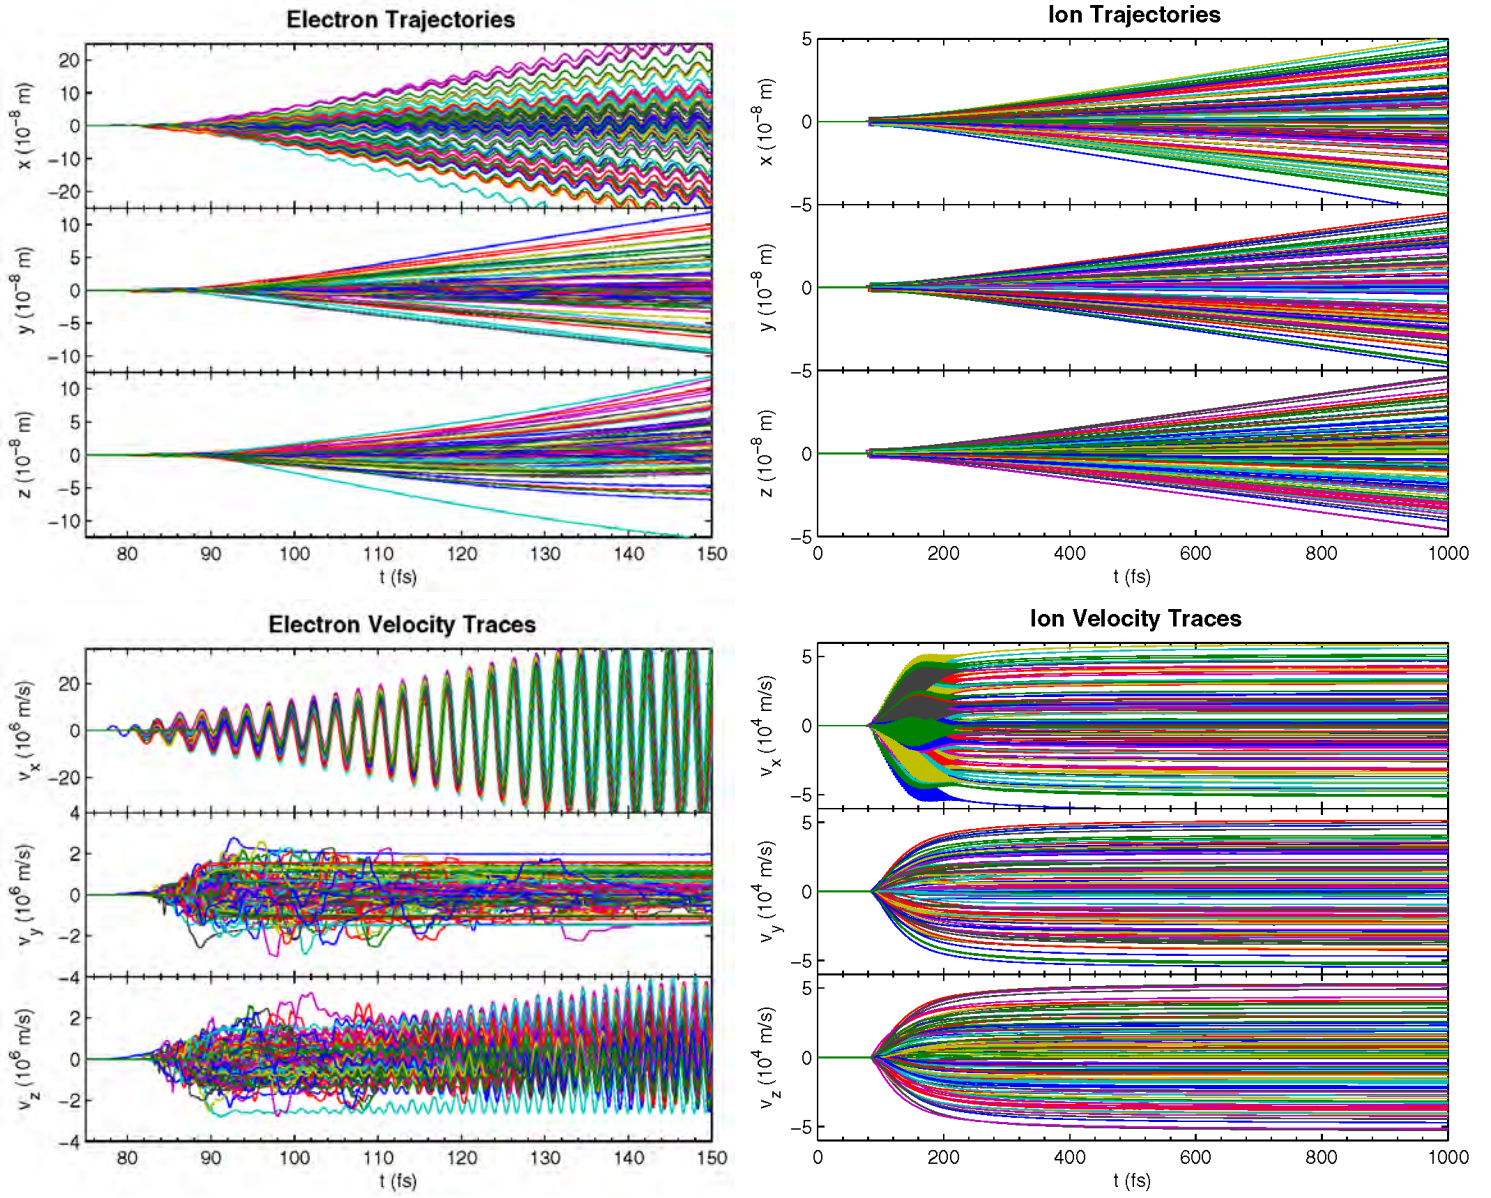 Electron Trajectories
x (10⁻⁸ m)
20
10
0
−10
−20
y (10⁻⁸ m)
10
5
0
−5
−10
z (10⁻⁸ m)
10
5
0
−5
−10
80 90 100 110 120 130 140 150
t (fs)
Ion Trajectories
x (10⁻⁸ m)
5
0
−5
y (10⁻⁸ m)
0
−5
z (10⁻⁸ m)
0
−5
0 200 400 600 800 1000
t (fs)
Electron Velocity Traces
vₓ (10⁶ m/s)
20
0
−20
v_y (10⁶ m/s)
4
2
0
−2
−4
v_z (10⁶ m/s)
2
0
−2
−4
80 90 100 110 120 130 140 150
t (fs)
Ion Velocity Traces
vₓ (10⁴ m/s)
5
0
−5
v_y (10⁴ m/s)
5
0
−5
v_z (10⁴ m/s)
5
0
−5
0 200 400 600 800 1000
t (fs)